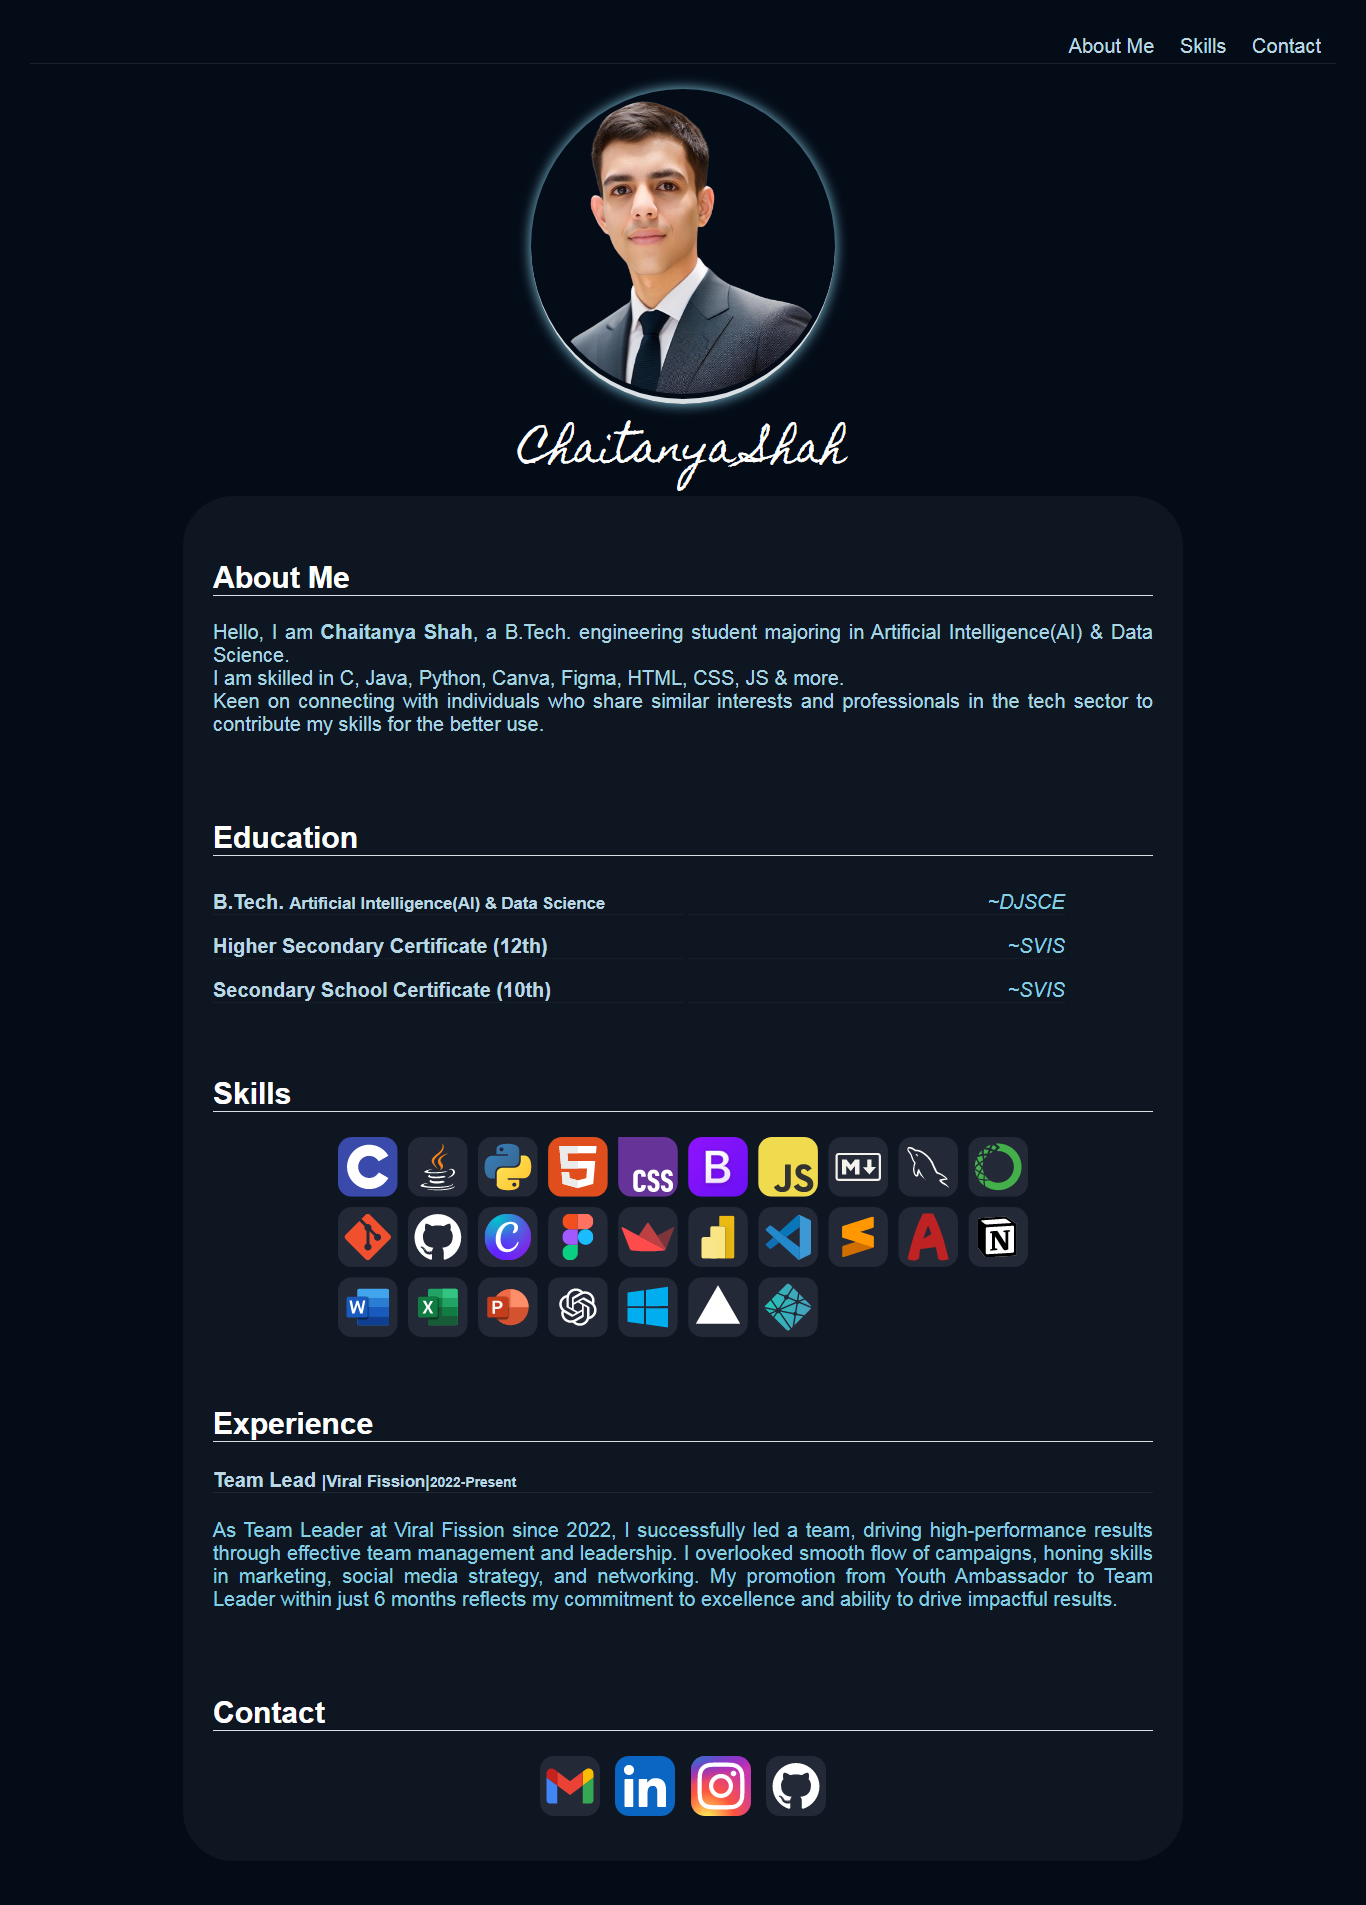 About Me Skills Contact
Chaitanya Shah
About Me
Hello, I am Chaitanya Shah, a B.Tech. engineering student majoring in Artificial Intelligence(AI) & Data
Science.
I am skilled in C, Java, Python, Canva, Figma, HTML, CSS, JS & more.
Keen on connecting with individuals who share similar interests and professionals in the tech sector to
contribute my skills for the better use.
Education
B.Tech. Artificial Intelligence(AI) & Data Science ~DJSCE
Higher Secondary Certificate (12th) ~SVIS
Secondary School Certificate (10th) ~SVIS
Skills
C 5 CSS B JS M
C A N
W X P
Experience
Team Lead |Viral Fission|2022-Present
As Team Leader at Viral Fission since 2022, I successfully led a team, driving high-performance results
through effective team management and leadership. I overlooked smooth flow of campaigns, honing skills
in marketing, social media strategy, and networking. My promotion from Youth Ambassador to Team
Leader within just 6 months reflects my commitment to excellence and ability to drive impactful results.
Contact
in